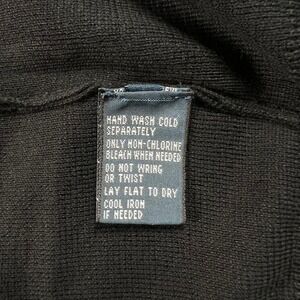 HAND WASH COLD
SEPARATELY
ONLY NON-CHLORINE
BLEACH WHEN NEEDED
DO NOT WRING
OR TWIST
LAY FLAT TO DRY
COOL IRON
IF NEEDED